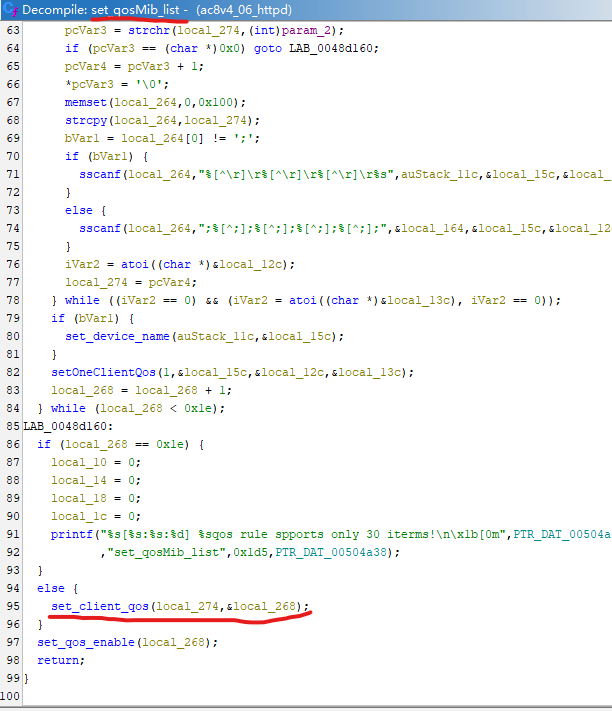 Decompile: set_qosMib_list - (ac8v4_06_httpd)
63 pcVar3 = strchr(local_274,(int)param_2);
64 if (pcVar3 == (char *)0x0) goto LAB_0048d160;
65 pcVar4 = pcVar3 + 1;
66 *pcVar3 = '\0';
67 memset(local_264,0,0x100);
68 strcpy(local_264,local_274);
69 bVar1 = local_264[0] != ';';
70 if (bVar1) {
71 sscanf(local_264,"%[^\r]\r%[^\r]\r%[^\r]\r%s",auStack_11c,&local_15c,&local_
72 }
73 else {
74 sscanf(local_264,";%[^;];%[^;];%[^;];%[^;];",&local_164,&local_15c,&local_12
75 }
76 iVar2 = atoi((char *)&local_12c);
77 local_274 = pcVar4;
78 } while ((iVar2 == 0) && (iVar2 = atoi((char *)&local_13c), iVar2 == 0));
79 if (bVar1) {
80 set_device_name(auStack_11c,&local_15c);
81 }
82 setOneClientQos(1,&local_15c,&local_12c,&local_13c);
83 local_268 = local_268 + 1;
84 } while (local_268 < 0x1e);
85 LAB_0048d160:
86 if (local_268 == 0x1e) {
87 local_10 = 0;
88 local_14 = 0;
89 local_18 = 0;
90 local_1c = 0;
91 printf("%s[%s:%s:%d] %sqos rule spports only 30 iterms!\n\x1b[0m",PTR_DAT_00504a
92 ,"set_qosMib_list",0x1d5,PTR_DAT_00504a38);
93 }
94 else {
95 set_client_qos(local_274,&local_268);
96 }
97 set_qos_enable(local_268);
98 return;
99 }
100